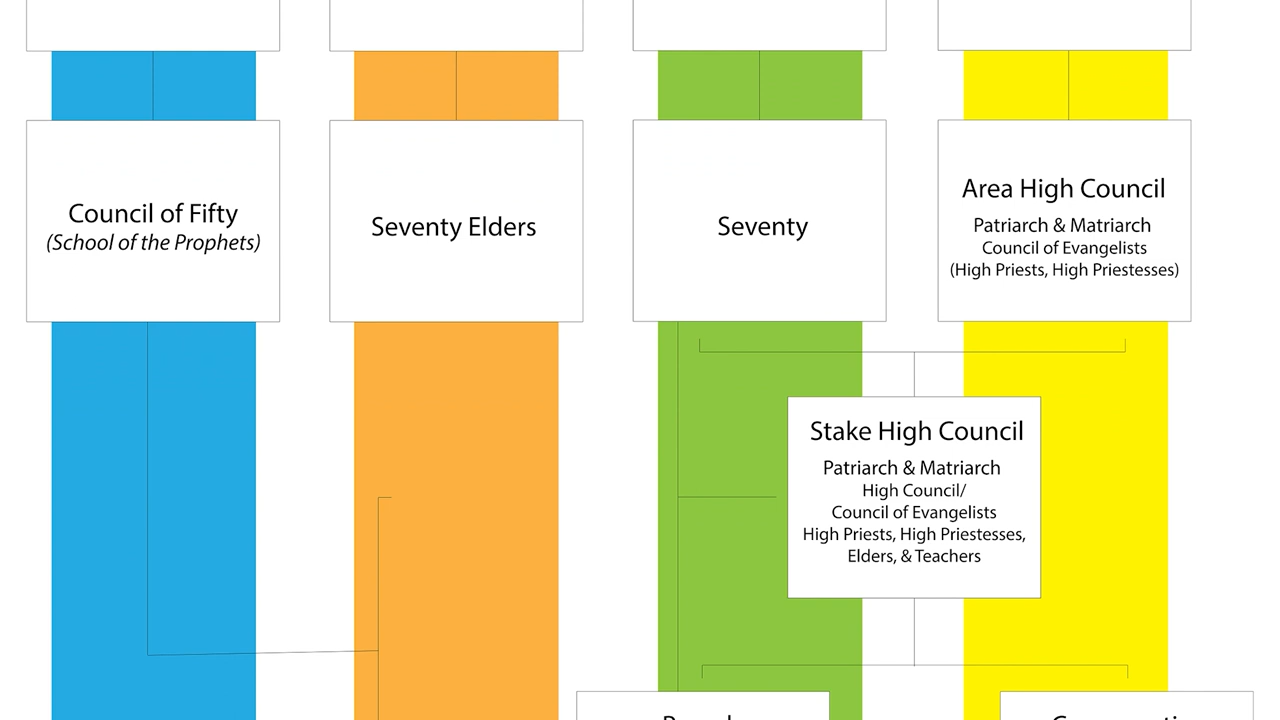 Council of Fifty
(School of the Prophets)
Seventy Elders
Seventy
Area High Council
Patriarch & Matriarch
Council of Evangelists
(High Priests, High Priestesses)
Stake High Council
Patriarch & Matriarch
High Council/
Council of Evangelists
High Priests, High Priestesses,
Elders, & Teachers